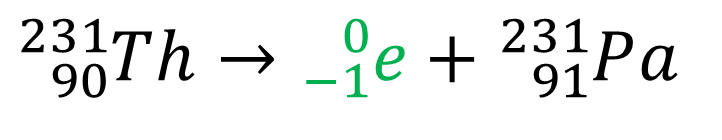 ²³¹₉₀Th → ⁰₋₁e + ²³¹₉₁Pa